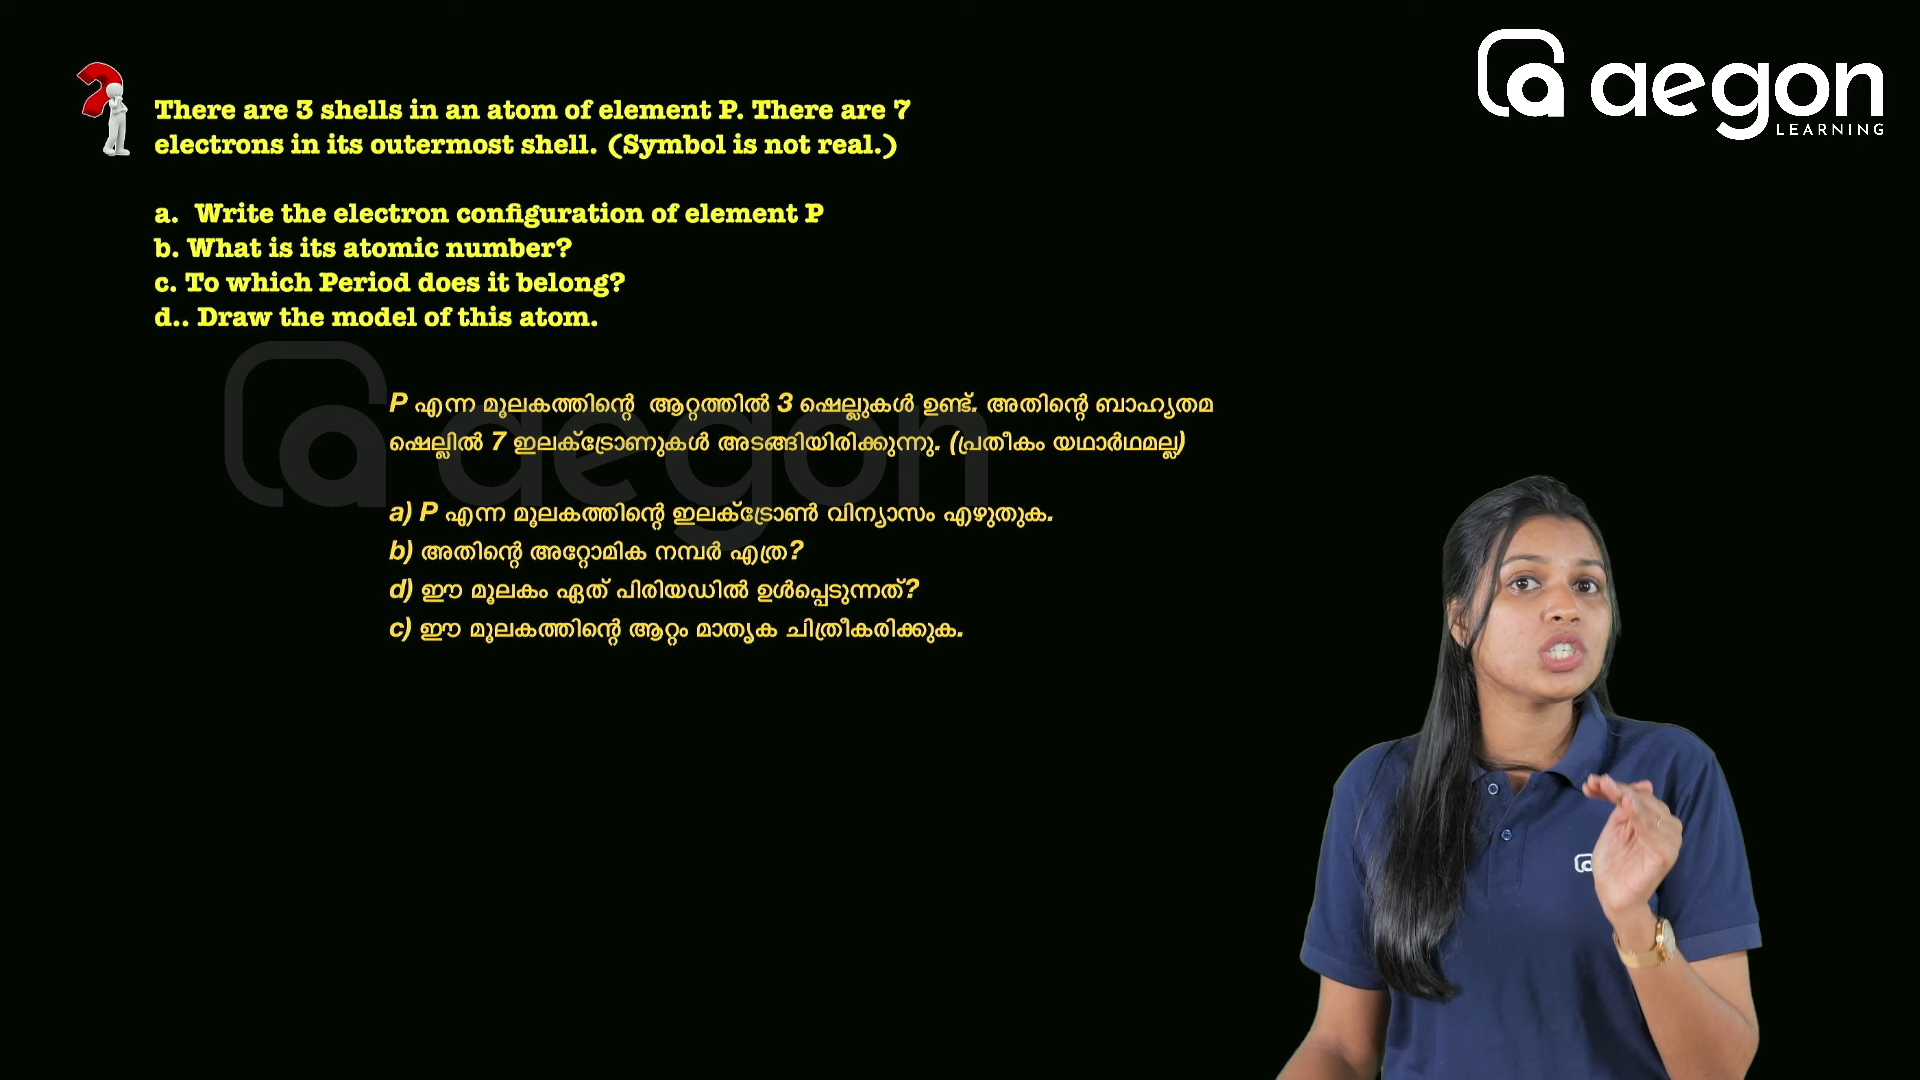 aegon
LEARNING
There are 3 shells in an atom of element P. There are 7
electrons in its outermost shell. (Symbol is not real.)
a. Write the electron configuration of element P
b. What is its atomic number?
c. To which Period does it belong?
d.. Draw the model of this atom.
aegon
P എന്ന മൂലകത്തിന്റെ ആറ്റത്തിൽ 3 ഷെല്ലുകൾ ഉണ്ട്. അതിന്റെ ബാഹ്യതമ
ഷെല്ലിൽ 7 ഇലക്ട്രോണുകൾ അടങ്ങിയിരിക്കുന്നു. (പ്രതീകം യഥാർഥമല്ല)
a) P എന്ന മൂലകത്തിന്റെ ഇലക്ട്രോൺ വിന്യാസം എഴുതുക.
b) അതിന്റെ അറ്റോമിക നമ്പർ എത്ര?
d) ഈ മൂലകം ഏത് പിരിയഡിൽ ഉൾപ്പെടുന്നത്?
c) ഈ മൂലകത്തിന്റെ ആറ്റം മാതൃക ചിത്രീകരിക്കുക.